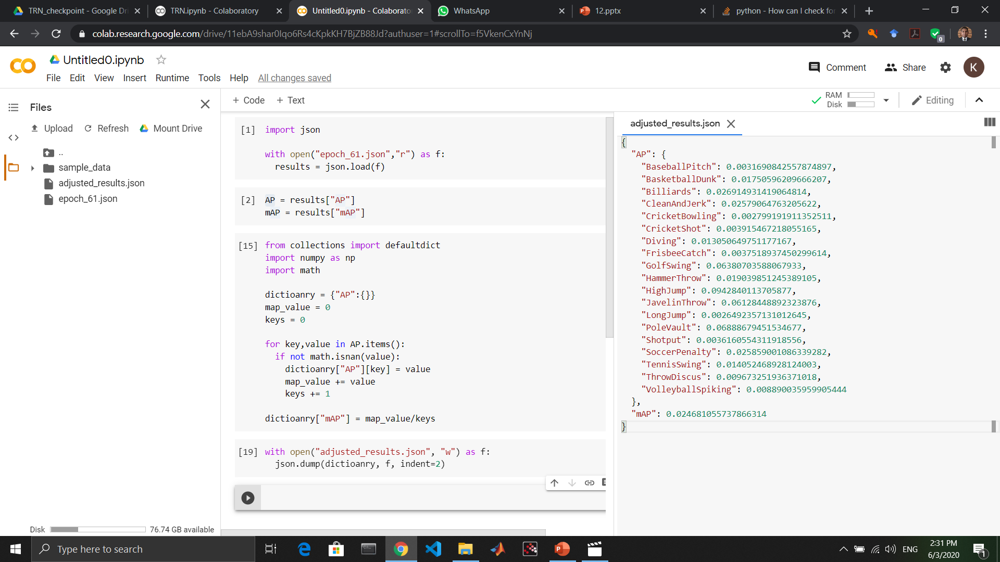 TRN_checkpoint - Google Dri
TRN.ipynb - Colaboratory
Untitled0.ipynb - Colaborato
WhatsApp
12.pptx
python - How can I check for
colab.research.google.com/drive/11ebA9shar0Iqo6Rs4cKpkKH7BjZB88Jd?authuser=1#scrollTo=f5VkenCxYnNj
0
Untitled0.ipynb
Comment
Share
K
File Edit View Insert Runtime Tools Help All changes saved
Files
+ Code + Text
RAM
Disk
Editing
Upload Refresh Mount Drive
..
sample_data
adjusted_results.json
epoch_61.json
Disk 76.74 GB available
[1] import json
with open("epoch_61.json","r") as f:
results = json.load(f)
[2] AP = results["AP"]
mAP = results["mAP"]
[15] from collections import defaultdict
import numpy as np
import math
dictioanry = {"AP":{}}
map_value = 0
keys = 0
for key,value in AP.items():
if not math.isnan(value):
dictioanry["AP"][key] = value
map_value += value
keys += 1
dictioanry["mAP"] = map_value/keys
[19] with open("adjusted_results.json", "w") as f:
json.dump(dictioanry, f, indent=2)
adjusted_results.json
{
"AP": {
"BaseballPitch": 0.0031690842557874897,
"BasketballDunk": 0.01750596209666207,
"Billiards": 0.026914931419064814,
"CleanAndJerk": 0.02579064763205622,
"CricketBowling": 0.002799191911352511,
"CricketShot": 0.003915467218055165,
"Diving": 0.013050649751177167,
"FrisbeeCatch": 0.0037518937450299614,
"GolfSwing": 0.06380703588067933,
"HammerThrow": 0.019039851245389105,
"HighJump": 0.0942840113705877,
"JavelinThrow": 0.06128448892323876,
"LongJump": 0.0026492357131012645,
"PoleVault": 0.06888679451534677,
"Shotput": 0.0036160554311918556,
"SoccerPenalty": 0.025859001086339282,
"TennisSwing": 0.014052468928124003,
"ThrowDiscus": 0.009673251936371018,
"VolleyballSpiking": 0.008890035959905444
},
"mAP": 0.024681055737866314
}
Type here to search
ENG
2:31 PM
6/3/2020
1